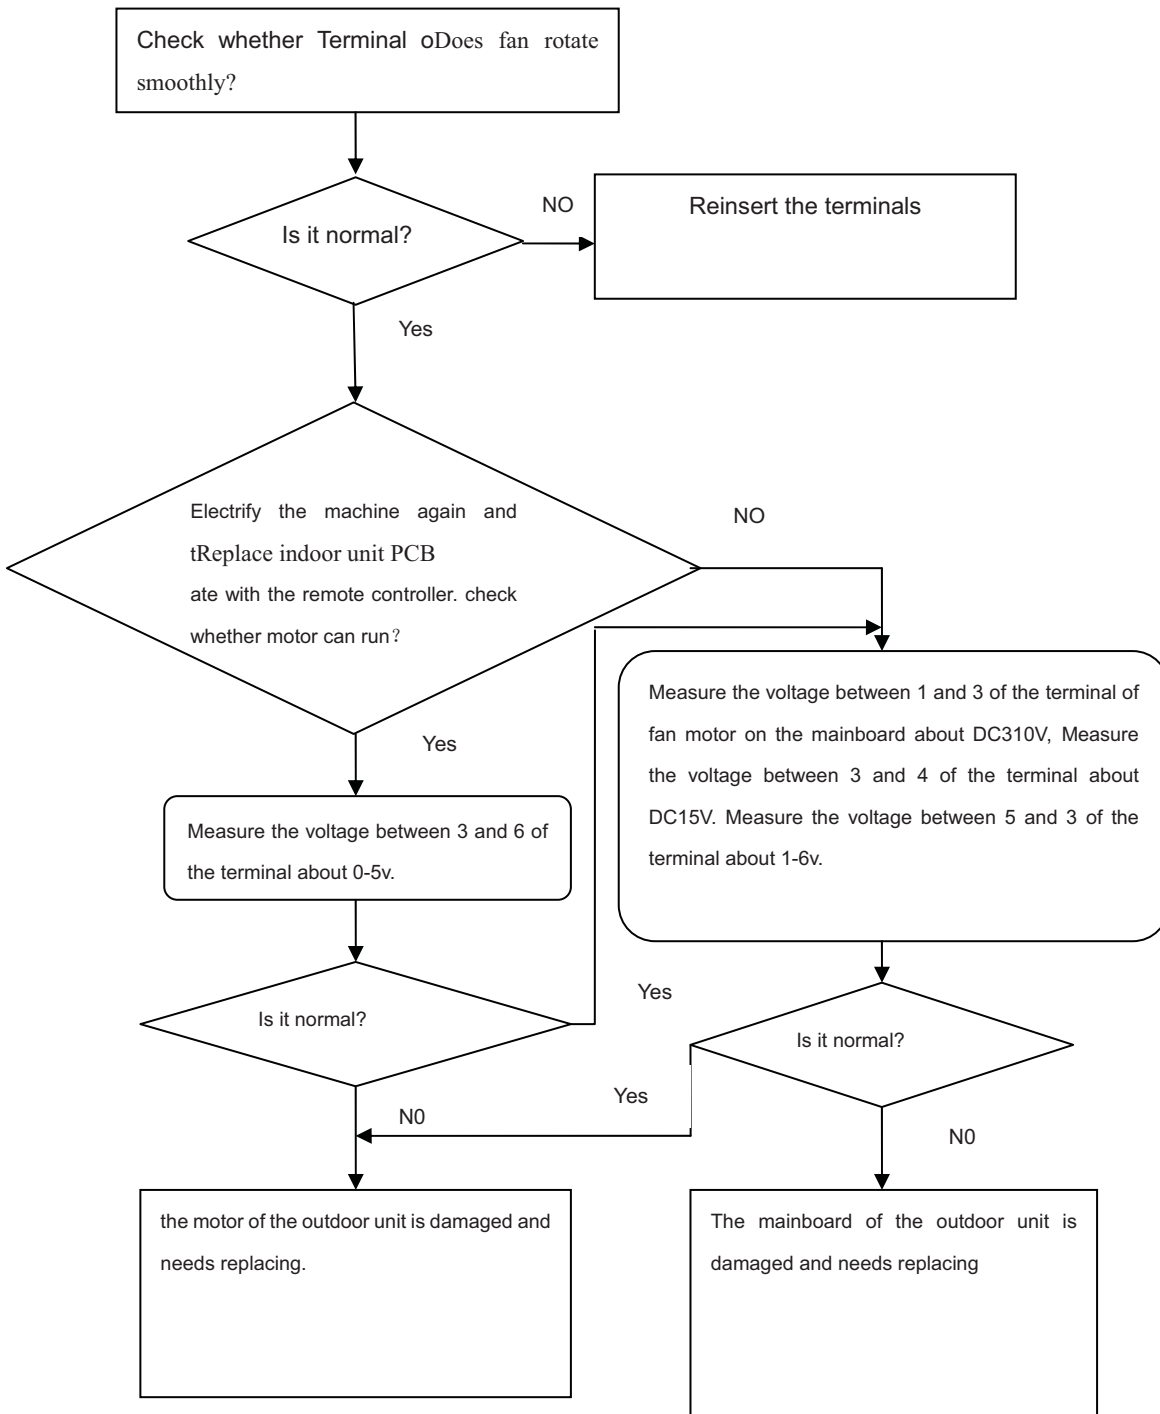 Check whether Terminal oDoes fan rotate
smoothly?
Is it normal?
NO
Reinsert the terminals
Yes
Electrify the machine again and
tReplace indoor unit PCB
ate with the remote controller. check
whether motor can run？
NO
Yes
Measure the voltage between 3 and 6 of
the terminal about 0-5v.
Measure the voltage between 1 and 3 of the terminal of
fan motor on the mainboard about DC310V, Measure
the voltage between 3 and 4 of the terminal about
DC15V. Measure the voltage between 5 and 3 of the
terminal about 1-6v.
Is it normal?
Yes
Is it normal?
Yes
N0
N0
the motor of the outdoor unit is damaged and
needs replacing.
The mainboard of the outdoor unit is
damaged and needs replacing